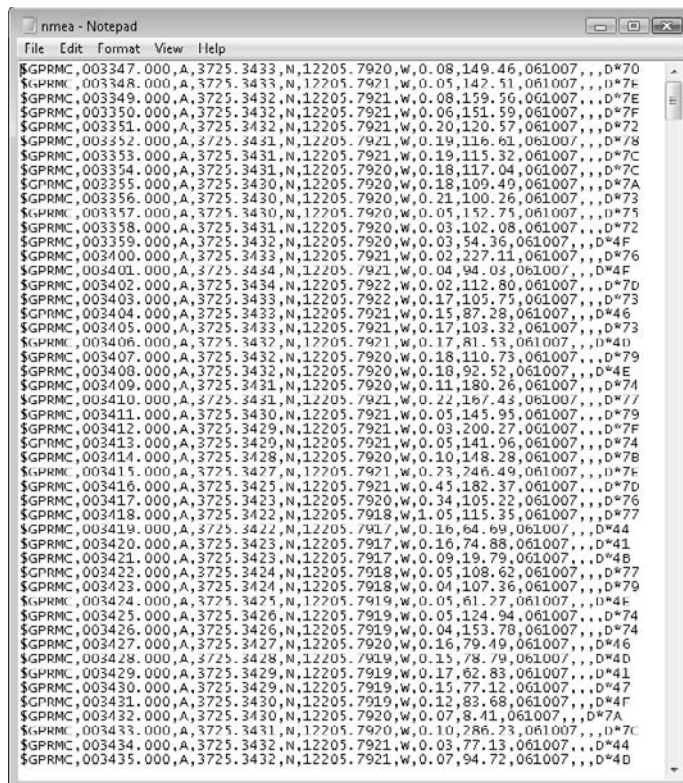 nmea - Notepad
File Edit Format View Help
$GPRMC,003347.000,A,3725.3433,N,12205.7920,W,0.08,149.46,061007,,,D*70
$GPRMC,003348.000,A,3725.3433,N,12205.7921,W,0.05,142.51,061007,,,D*7E
$GPRMC,003349.000,A,3725.3432,N,12205.7921,W,0.08,159.56,061007,,,D*7E
$GPRMC,003350.000,A,3725.3432,N,12205.7921,W,0.06,151.59,061007,,,D*7F
$GPRMC,003351.000,A,3725.3432,N,12205.7921,W,0.20,120.57,061007,,,D*72
$GPRMC,003352.000,A,3725.3431,N,12205.7921,W,0.19,116.61,061007,,,D*78
$GPRMC,003353.000,A,3725.3431,N,12205.7921,W,0.19,115.32,061007,,,D*7C
$GPRMC,003354.000,A,3725.3431,N,12205.7920,W,0.18,117.04,061007,,,D*7C
$GPRMC,003355.000,A,3725.3430,N,12205.7920,W,0.18,109.49,061007,,,D*7A
$GPRMC,003356.000,A,3725.3430,N,12205.7920,W,0.21,100.26,061007,,,D*73
$GPRMC,003357.000,A,3725.3430,N,12205.7920,W,0.05,152.75,061007,,,D*75
$GPRMC,003358.000,A,3725.3431,N,12205.7920,W,0.03,102.08,061007,,,D*72
$GPRMC,003359.000,A,3725.3432,N,12205.7920,W,0.03,54.36,061007,,,D*4F
$GPRMC,003400.000,A,3725.3433,N,12205.7921,W,0.02,227.11,061007,,,D*76
$GPRMC,003401.000,A,3725.3434,N,12205.7921,W,0.04,94.03,061007,,,D*4F
$GPRMC,003402.000,A,3725.3434,N,12205.7922,W,0.02,112.80,061007,,,D*7D
$GPRMC,003403.000,A,3725.3433,N,12205.7922,W,0.17,105.75,061007,,,D*73
$GPRMC,003404.000,A,3725.3433,N,12205.7921,W,0.15,87.28,061007,,,D*46
$GPRMC,003405.000,A,3725.3433,N,12205.7921,W,0.17,103.32,061007,,,D*73
$GPRMC,003406.000,A,3725.3432,N,12205.7921,W,0.17,81.53,061007,,,D*4D
$GPRMC,003407.000,A,3725.3432,N,12205.7920,W,0.18,110.73,061007,,,D*79
$GPRMC,003408.000,A,3725.3432,N,12205.7920,W,0.18,92.52,061007,,,D*4E
$GPRMC,003409.000,A,3725.3431,N,12205.7920,W,0.11,180.26,061007,,,D*74
$GPRMC,003410.000,A,3725.3431,N,12205.7921,W,0.22,167.43,061007,,,D*77
$GPRMC,003411.000,A,3725.3430,N,12205.7921,W,0.05,145.95,061007,,,D*79
$GPRMC,003412.000,A,3725.3429,N,12205.7921,W,0.03,200.27,061007,,,D*7F
$GPRMC,003413.000,A,3725.3429,N,12205.7921,W,0.05,141.96,061007,,,D*74
$GPRMC,003414.000,A,3725.3428,N,12205.7920,W,0.10,148.28,061007,,,D*7B
$GPRMC,003415.000,A,3725.3427,N,12205.7921,W,0.23,246.49,061007,,,D*7E
$GPRMC,003416.000,A,3725.3425,N,12205.7921,W,0.45,182.37,061007,,,D*7D
$GPRMC,003417.000,A,3725.3423,N,12205.7920,W,0.34,105.22,061007,,,D*76
$GPRMC,003418.000,A,3725.3422,N,12205.7918,W,1.05,115.35,061007,,,D*77
$GPRMC,003419.000,A,3725.3422,N,12205.7917,W,0.16,64.69,061007,,,D*44
$GPRMC,003420.000,A,3725.3423,N,12205.7917,W,0.16,74.88,061007,,,D*41
$GPRMC,003421.000,A,3725.3423,N,12205.7917,W,0.09,19.79,061007,,,D*4B
$GPRMC,003422.000,A,3725.3424,N,12205.7918,W,0.05,108.62,061007,,,D*77
$GPRMC,003423.000,A,3725.3424,N,12205.7918,W,0.04,107.36,061007,,,D*79
$GPRMC,003424.000,A,3725.3425,N,12205.7919,W,0.05,61.27,061007,,,D*4E
$GPRMC,003425.000,A,3725.3426,N,12205.7919,W,0.05,124.94,061007,,,D*74
$GPRMC,003426.000,A,3725.3426,N,12205.7919,W,0.04,153.78,061007,,,D*74
$GPRMC,003427.000,A,3725.3427,N,12205.7920,W,0.16,79.49,061007,,,D*46
$GPRMC,003428.000,A,3725.3428,N,12205.7919,W,0.15,78.79,061007,,,D*4D
$GPRMC,003429.000,A,3725.3429,N,12205.7919,W,0.17,62.83,061007,,,D*41
$GPRMC,003430.000,A,3725.3429,N,12205.7919,W,0.15,77.12,061007,,,D*47
$GPRMC,003431.000,A,3725.3430,N,12205.7919,W,0.12,83.68,061007,,,D*4F
$GPRMC,003432.000,A,3725.3430,N,12205.7920,W,0.07,8.41,061007,,,D*7A
$GPRMC,003433.000,A,3725.3431,N,12205.7920,W,0.10,286.23,061007,,,D*7C
$GPRMC,003434.000,A,3725.3432,N,12205.7921,W,0.03,77.13,061007,,,D*44
$GPRMC,003435.000,A,3725.3432,N,12205.7921,W,0.07,94.72,061007,,,D*4D